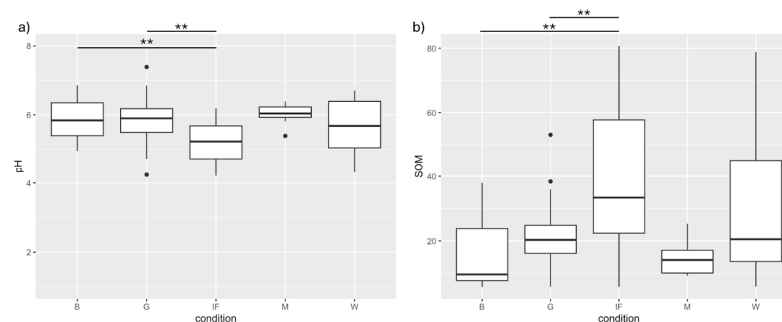 a)
**
**
8
6
4
2
pH
B G IF M W
condition
b)
**
**
80
60
40
20
SOM
B G IF M W
condition